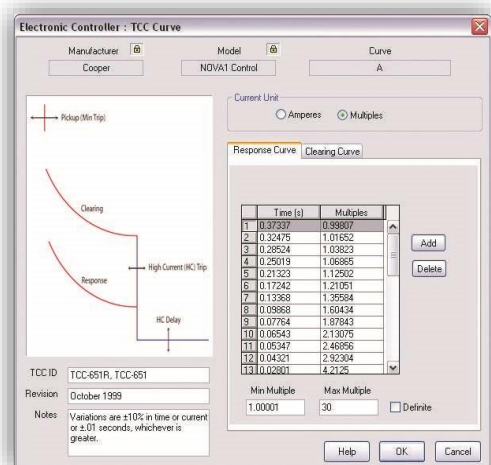 Electronic Controller : TCC Curve
Manufacturer
Model
Curve
Cooper
NOVA1 Control
A
Pickup (Min Trip)
Clearing
Response
High Current (HC) Trip
HC Delay
Current Unit
Amperes
Multiples
Response Curve
Clearing Curve
Time (s) Multiples
1 0.37337 0.99807
2 0.32475 1.01652
3 0.28524 1.03823
4 0.25019 1.06865
5 0.21323 1.12502
6 0.17242 1.21051
7 0.13368 1.35584
8 0.09868 1.60434
9 0.07764 1.87843
10 0.06543 2.13075
11 0.05347 2.46856
12 0.04321 2.92304
13 0.02801 4.2125
Add
Delete
Min Multiple
Max Multiple
1.00001
30
Definite
TCC ID
TCC-651R, TCC-651
Revision
October 1999
Notes
Variations are ±10% in time or current
or ±.01 seconds, whichever is
greater.
Help
OK
Cancel